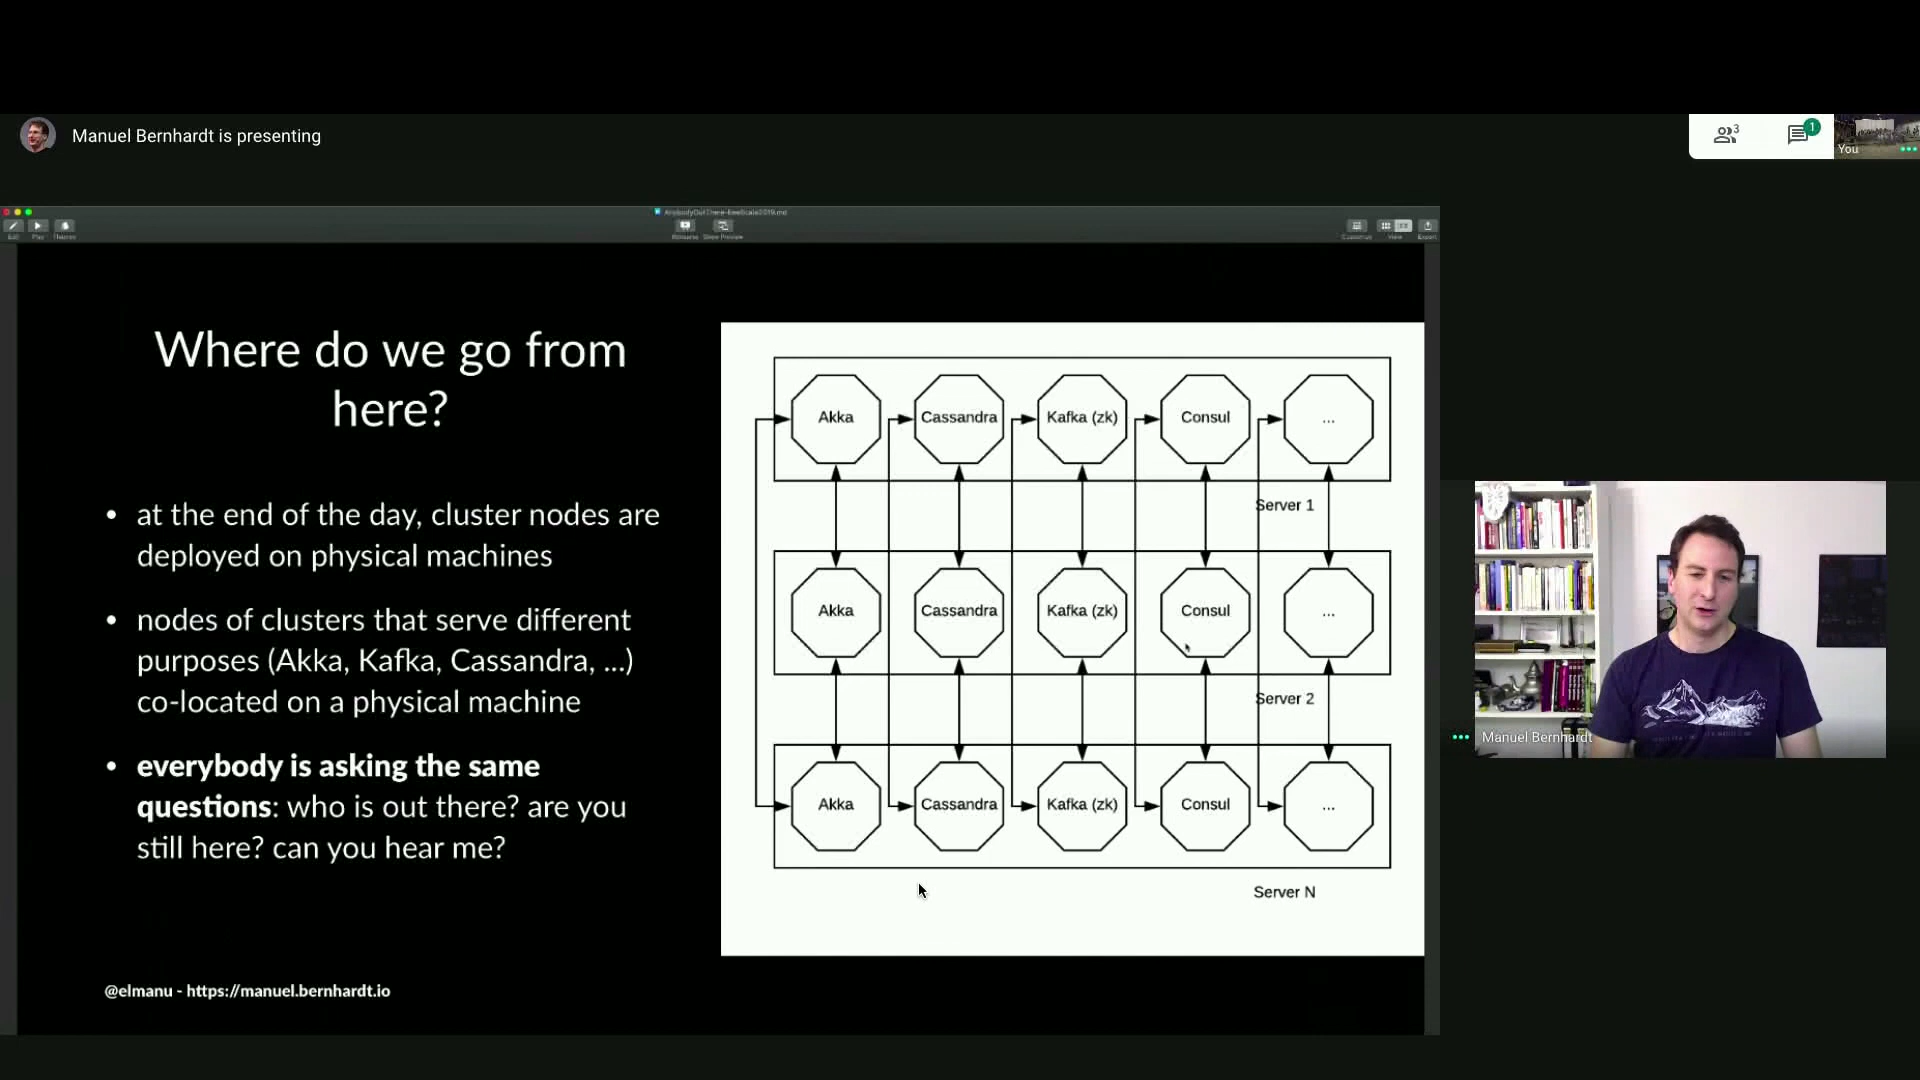 Manuel Bernhardt is presenting
3
1
You
Where do we go from
here?
• at the end of the day, cluster nodes are
deployed on physical machines
• nodes of clusters that serve different
purposes (Akka, Kafka, Cassandra, ...)
co-located on a physical machine
• everybody is asking the same
questions: who is out there? are you
still here? can you hear me?
@elmanu - https://manuel.bernhardt.io
Akka Cassandra Kafka (zk) Consul ...
Server 1
Akka Cassandra Kafka (zk) Consul ...
Server 2
Akka Cassandra Kafka (zk) Consul ...
Server N
Manuel Bernhardt